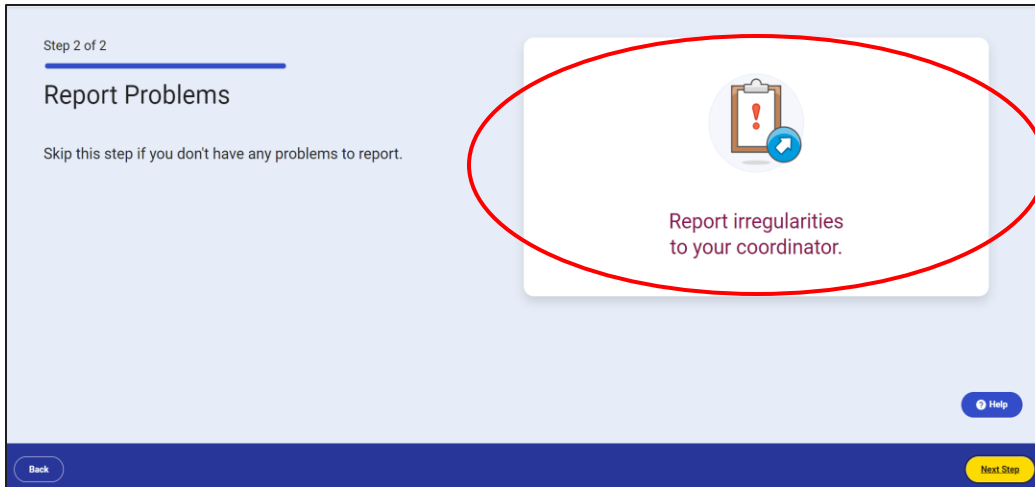 Step 2 of 2
Report Problems
Skip this step if you don't have any problems to report.
Report irregularities
to your coordinator.
Help
Back
Next Step